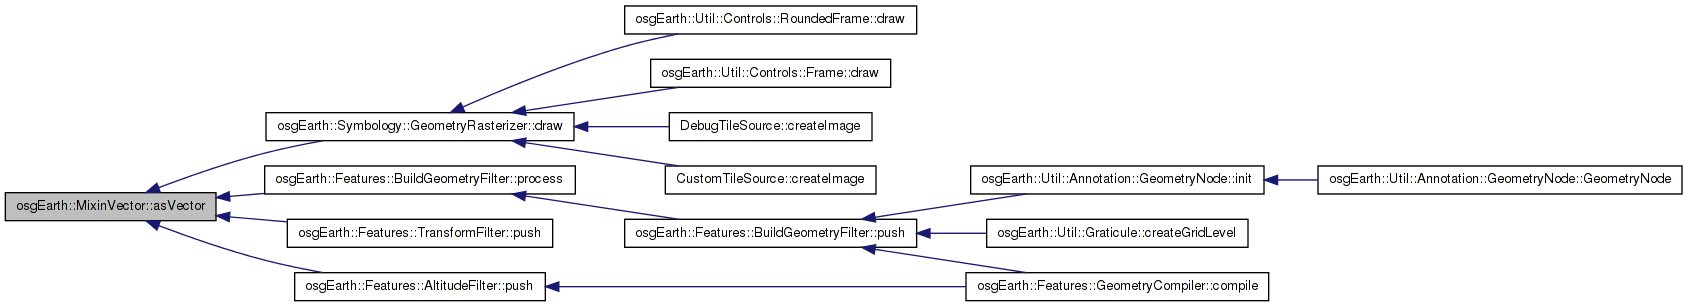 osgEarth::Util::Controls::RoundedFrame::draw
osgEarth::Util::Controls::Frame::draw
osgEarth::Symbology::GeometryRasterizer::draw
DebugTileSource::createImage
osgEarth::Features::BuildGeometryFilter::process
CustomTileSource::createImage
osgEarth::Util::Annotation::GeometryNode::init
osgEarth::Util::Annotation::GeometryNode::GeometryNode
osgEarth::MixinVector::asVector
osgEarth::Features::TransformFilter::push
osgEarth::Features::BuildGeometryFilter::push
osgEarth::Util::Graticule::createGridLevel
osgEarth::Features::AltitudeFilter::push
osgEarth::Features::GeometryCompiler::compile